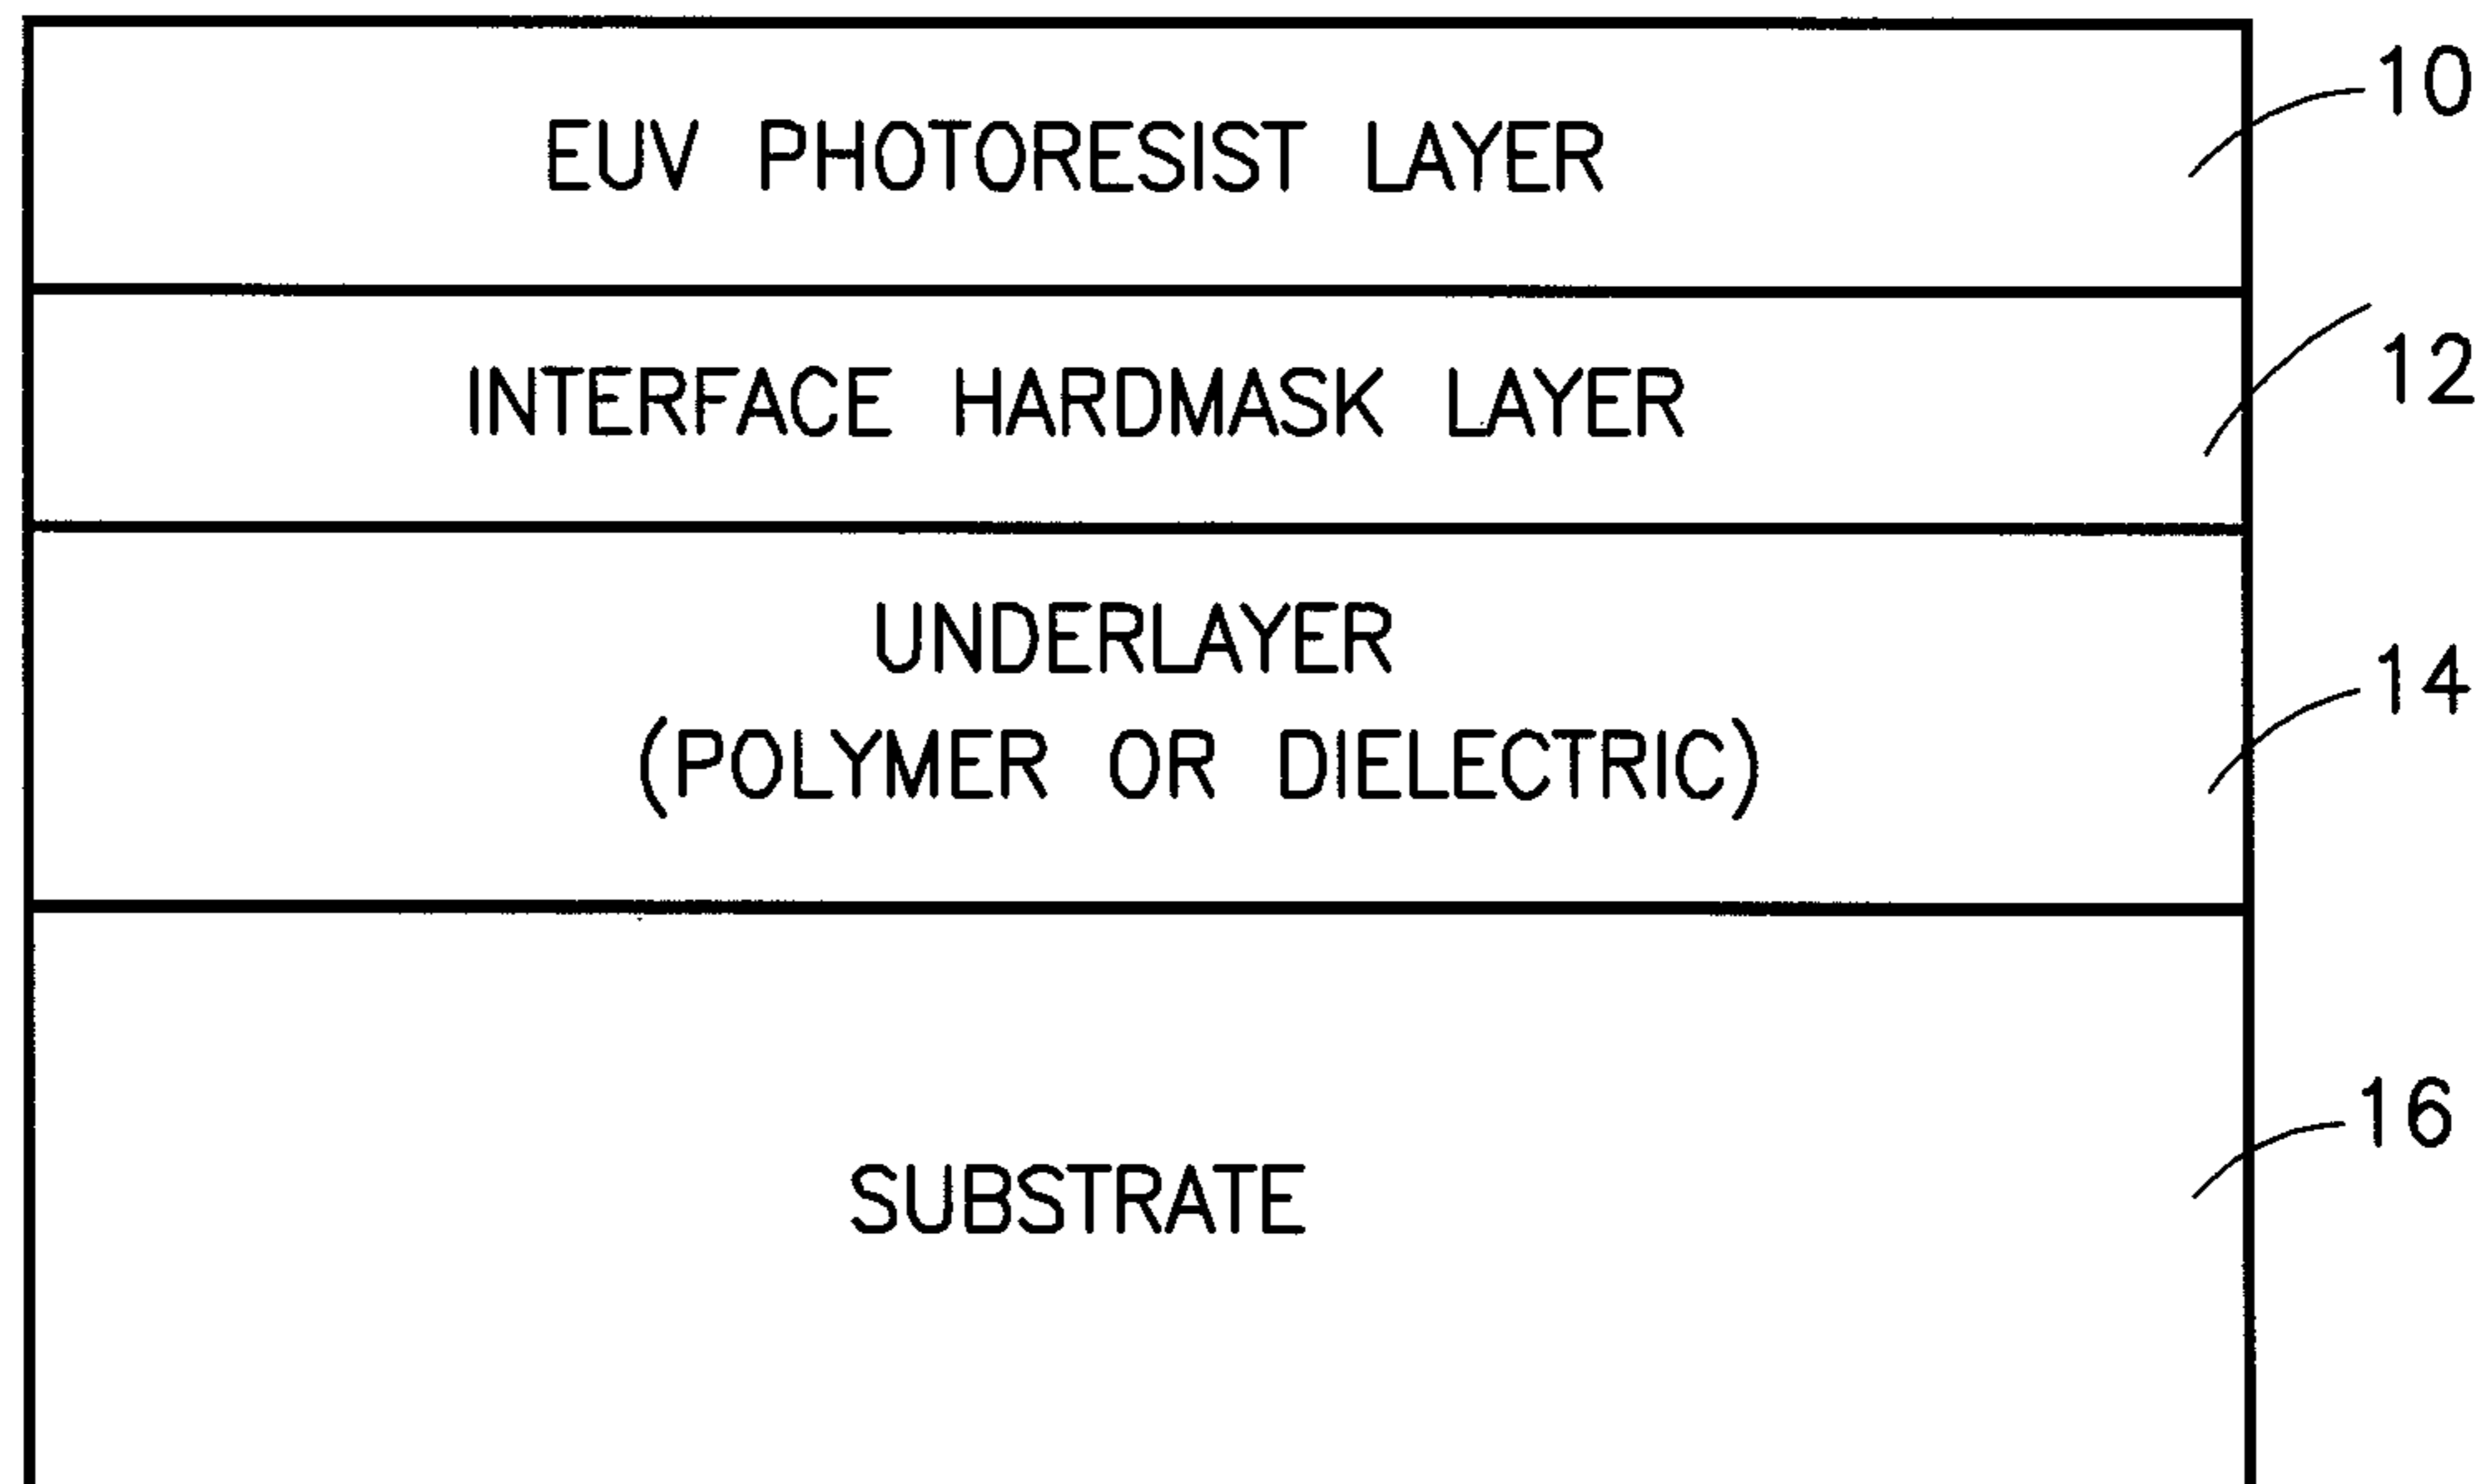 EUV PHOTORESIST LAYER
10
INTERFACE HARDMASK LAYER
12
UNDERLAYER
(POLYMER OR DIELECTRIC)
14
SUBSTRATE
16